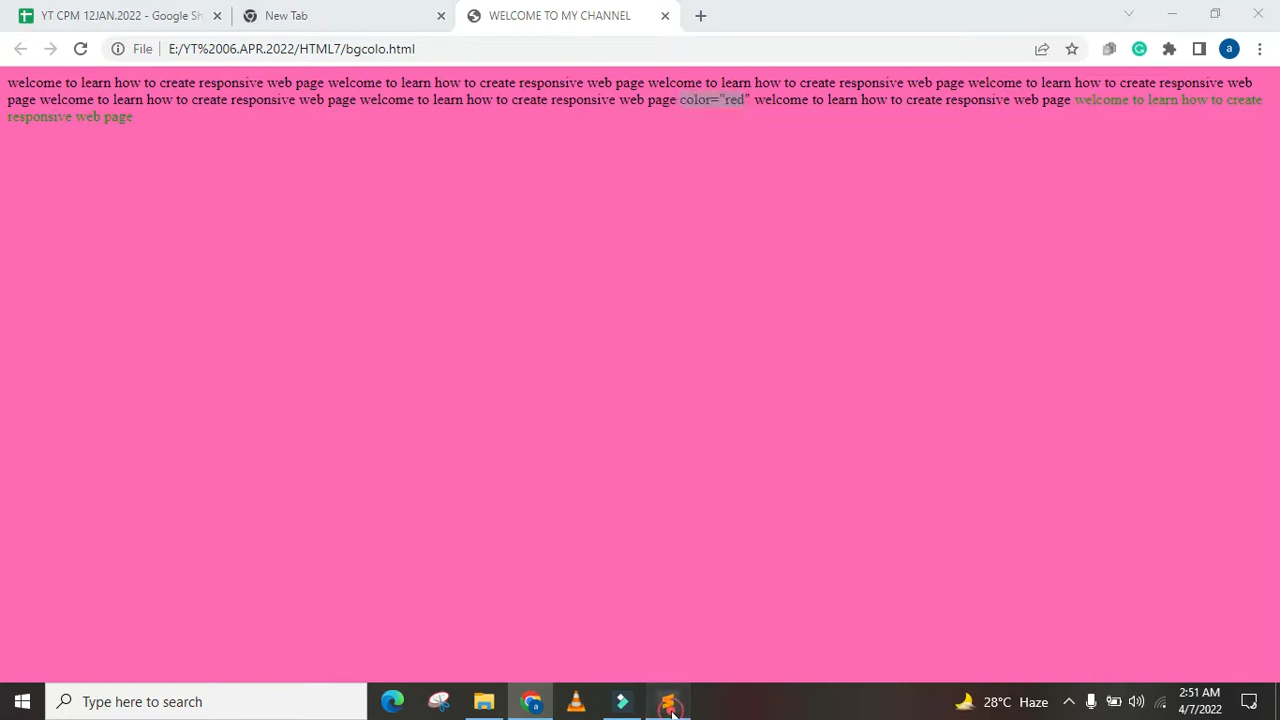 YT CPM 12JAN.2022 - Google Sh
New Tab
WELCOME TO MY CHANNEL
File
E:/YT%2006.APR.2022/HTML7/bgcolo.html
a
welcome to learn how to create responsive web page welcome to learn how to create responsive web page welcome to learn how to create responsive web page welcome to learn how to create responsive web
page welcome to learn how to create responsive web page welcome to learn how to create responsive web page color="red" welcome to learn how to create responsive web page welcome to learn how to create
responsive web page
Type here to search
28°C Haze
2:51 AM
4/7/2022